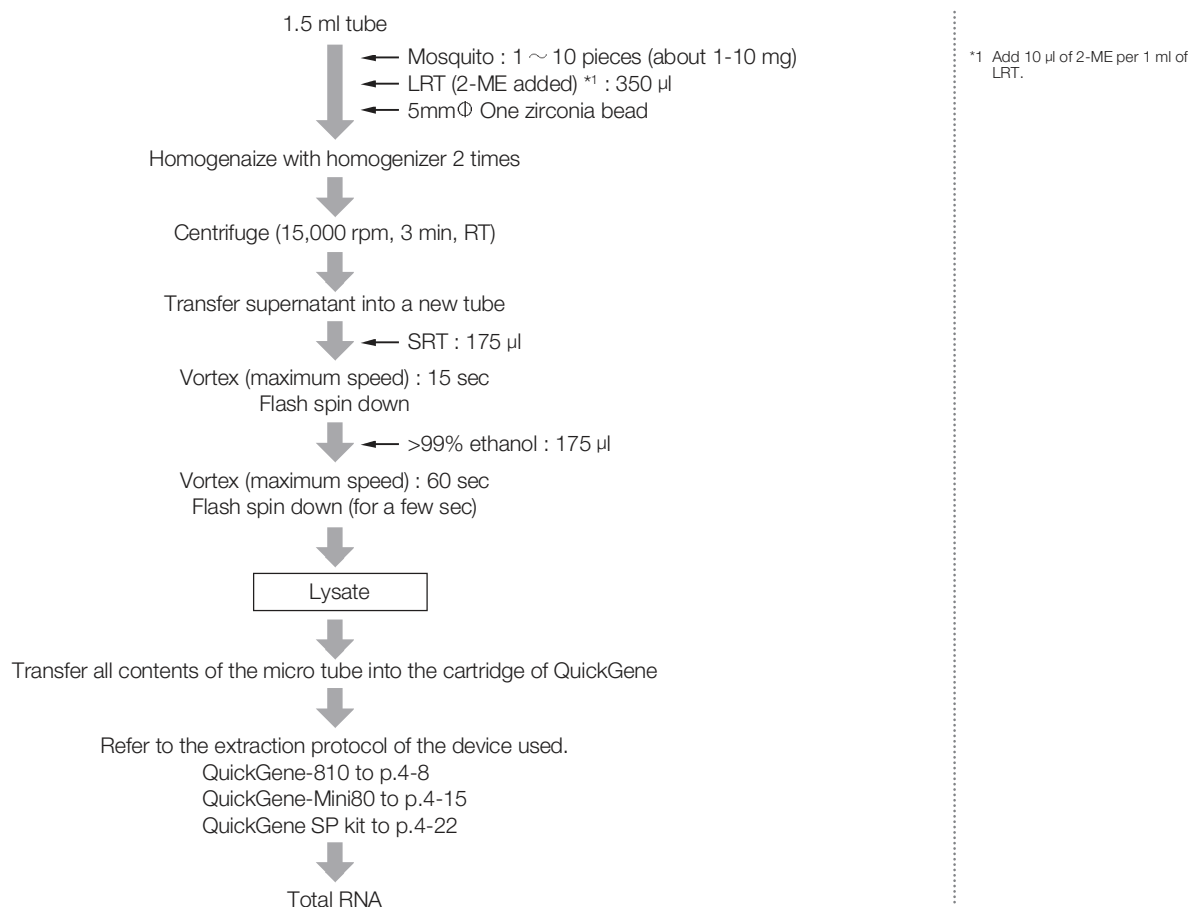 1.5 ml tube
Mosquito : 1 ~ 10 pieces (about 1-10 mg)
LRT (2-ME added) *1 : 350 µl
5mmΦ One zirconia bead
Homogenaize with homogenizer 2 times
Centrifuge (15,000 rpm, 3 min, RT)
Transfer supernatant into a new tube
SRT : 175 µl
Vortex (maximum speed) : 15 sec
Flash spin down
>99% ethanol : 175 µl
Vortex (maximum speed) : 60 sec
Flash spin down (for a few sec)
Lysate
Transfer all contents of the micro tube into the cartridge of QuickGene
Refer to the extraction protocol of the device used.
QuickGene-810 to p.4-8
QuickGene-Mini80 to p.4-15
QuickGene SP kit to p.4-22
Total RNA
*1 Add 10 µl of 2-ME per 1 ml of
LRT.